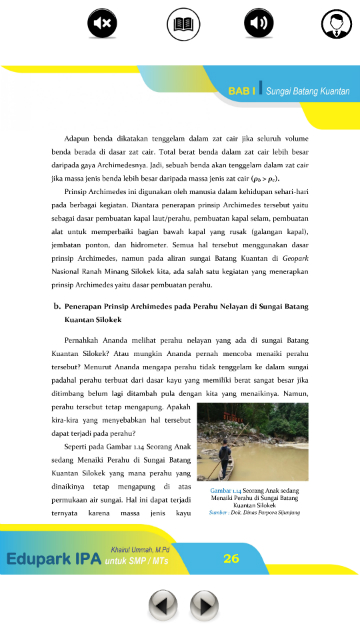 BAB I Sungai Batang Kuantan
Adapun benda dikatakan tenggelam dalam zat cair jika seluruh volume
benda berada di dasar zat cair. Total berat benda dalam zat cair lebih besar
daripada gaya Archimedesnya. Jadi, sebuah benda akan tenggelam dalam zat cair
jika massa jenis benda lebih besar daripada massa jenis zat cair (ρb > ρc).
Prinsip Archimedes ini digunakan oleh manusia dalam kehidupan sehari-hari
pada berbagai kegiatan. Diantara penerapan prinsip Archimedes tersebut yaitu
sebagai dasar pembuatan kapal laut/perahu, pembuatan kapal selam, pembuatan
alat untuk memperbaiki bagian bawah kapal yang rusak (galangan kapal),
jembatan ponton, dan hidrometer. Semua hal tersebut menggunakan dasar
prinsip Archimedes, namun pada aliran sungai Batang Kuantan di Geopark
Nasional Ranah Minang Silokek kita, ada salah satu kegiatan yang menerapkan
prinsip Archimedes yaitu dasar pembuatan perahu.
b. Penerapan Prinsip Archimedes pada Perahu Nelayan di Sungai Batang
Kuantan Silokek
Pernahkah Ananda melihat perahu nelayan yang ada di sungai Batang
Kuantan Silokek? Atau mungkin Ananda pernah mencoba menaiki perahu
tersebut? Menurut Ananda mengapa perahu tidak tenggelam ke dalam sungai
padahal perahu terbuat dari dasar kayu yang memiliki berat sangat besar jika
ditimbang belum lagi ditambah pula dengan kita yang menaikinya. Namun,
perahu tersebut tetap mengapung. Apakah
kira-kira yang menyebabkan hal tersebut
dapat terjadi pada perahu?
Seperti pada Gambar 1.14 Seorang Anak
sedang Menaiki Perahu di Sungai Batang
Kuantan Silokek yang mana perahu yang
dinaikinya tetap mengapung di atas
permukaan air sungai. Hal ini dapat terjadi
ternyata karena massa jenis kayu
Gambar 1.14 Seorang Anak sedang
Menaiki Perahu di Sungai Batang
Kuantan Silokek
Sumber : Dok. Dinas Parpora Sijunjung
Khairul Ummah, M.Pd
Edupark IPA untuk SMP / MTs
26